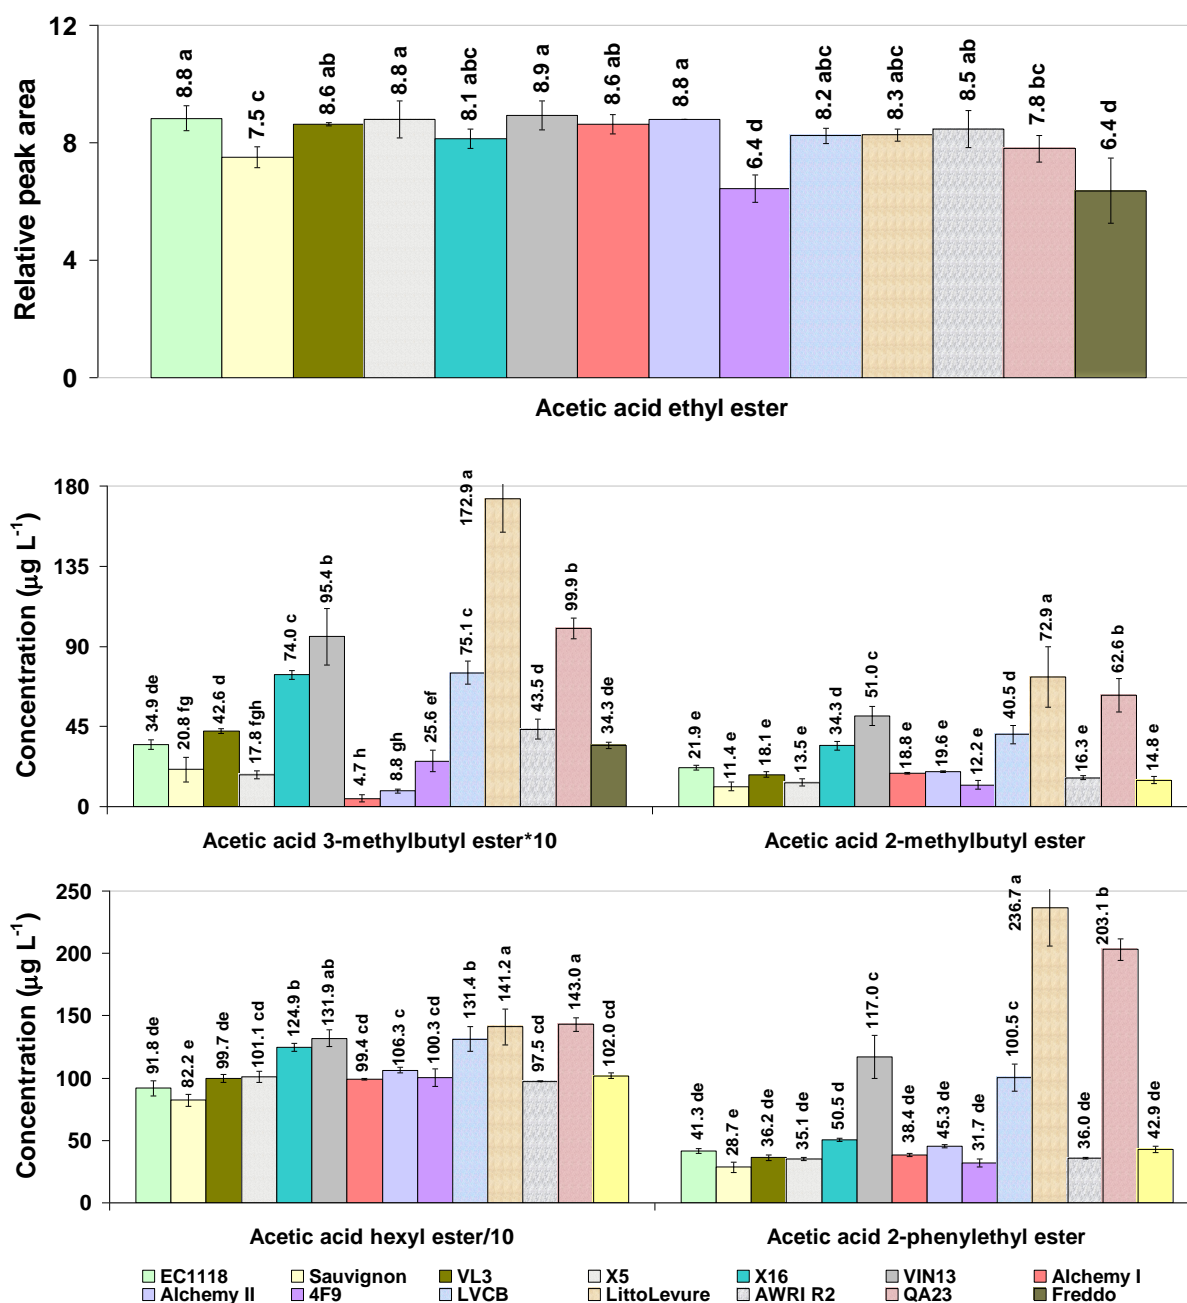 12
8
4
0
Relative peak area
8.8 a
7.5 c
8.6 ab
8.8 a
8.1 abc
8.9 a
8.6 ab
8.8 a
6.4 d
8.2 abc
8.3 abc
8.5 ab
7.8 bc
6.4 d
Acetic acid ethyl ester
180
135
90
45
0
Concentration (µg L⁻¹)
34.9 de
20.8 fg
42.6 d
17.8 fgh
74.0 c
95.4 b
4.7 h
8.8 gh
25.6 ef
75.1 c
172.9 a
43.5 d
99.9 b
34.3 de
21.9 e
11.4 e
18.1 e
13.5 e
34.3 d
51.0 c
18.8 e
19.6 e
12.2 e
40.5 d
72.9 a
16.3 e
62.6 b
14.8 e
Acetic acid 3-methylbutyl ester*10
Acetic acid 2-methylbutyl ester
250
200
150
100
50
0
Concentration (µg L⁻¹)
91.8 de
82.2 e
99.7 de
101.1 cd
124.9 b
131.9 ab
99.4 cd
106.3 c
100.3 cd
131.4 b
141.2 a
97.5 cd
143.0 a
102.0 cd
41.3 de
28.7 e
36.2 de
35.1 de
50.5 d
117.0 c
38.4 de
45.3 de
31.7 de
100.5 c
236.7 a
36.0 de
203.1 b
42.9 de
Acetic acid hexyl ester/10
Acetic acid 2-phenylethyl ester
EC1118 Sauvignon VL3 X5 X16 VIN13 Alchemy I
Alchemy II 4F9 LVCB LittoLevure AWRI R2 QA23 Freddo